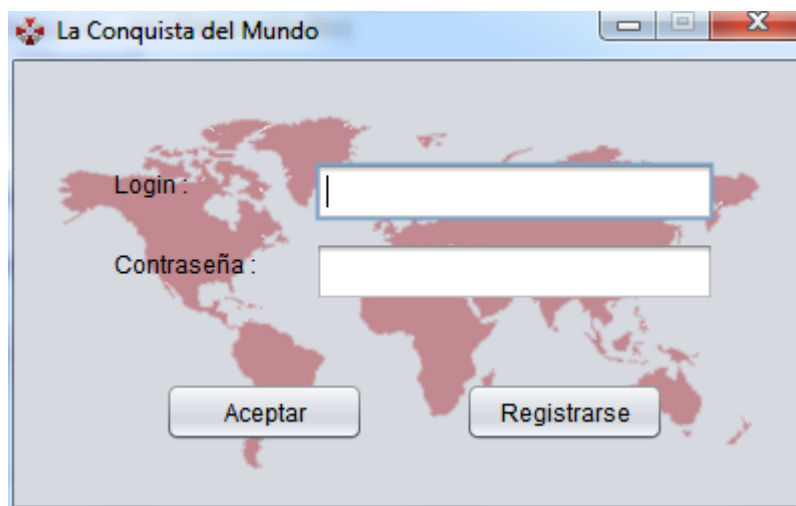 La Conquista del Mundo
Login :
Contraseña :
Aceptar
Registrarse